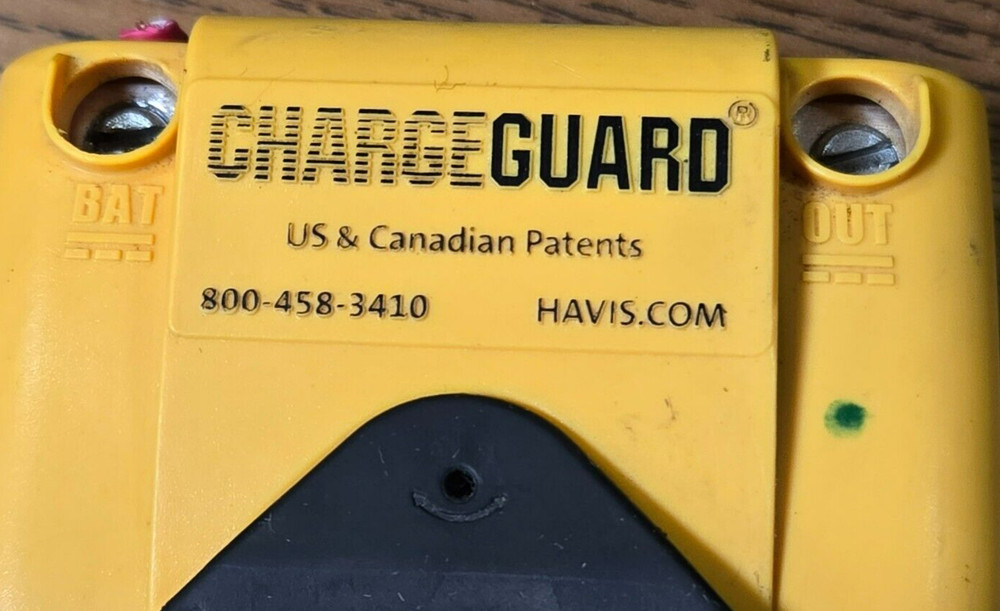 CHARGEGUARD®
US & Canadian Patents
800-458-3410 HAVIS.COM
BAT
OUT